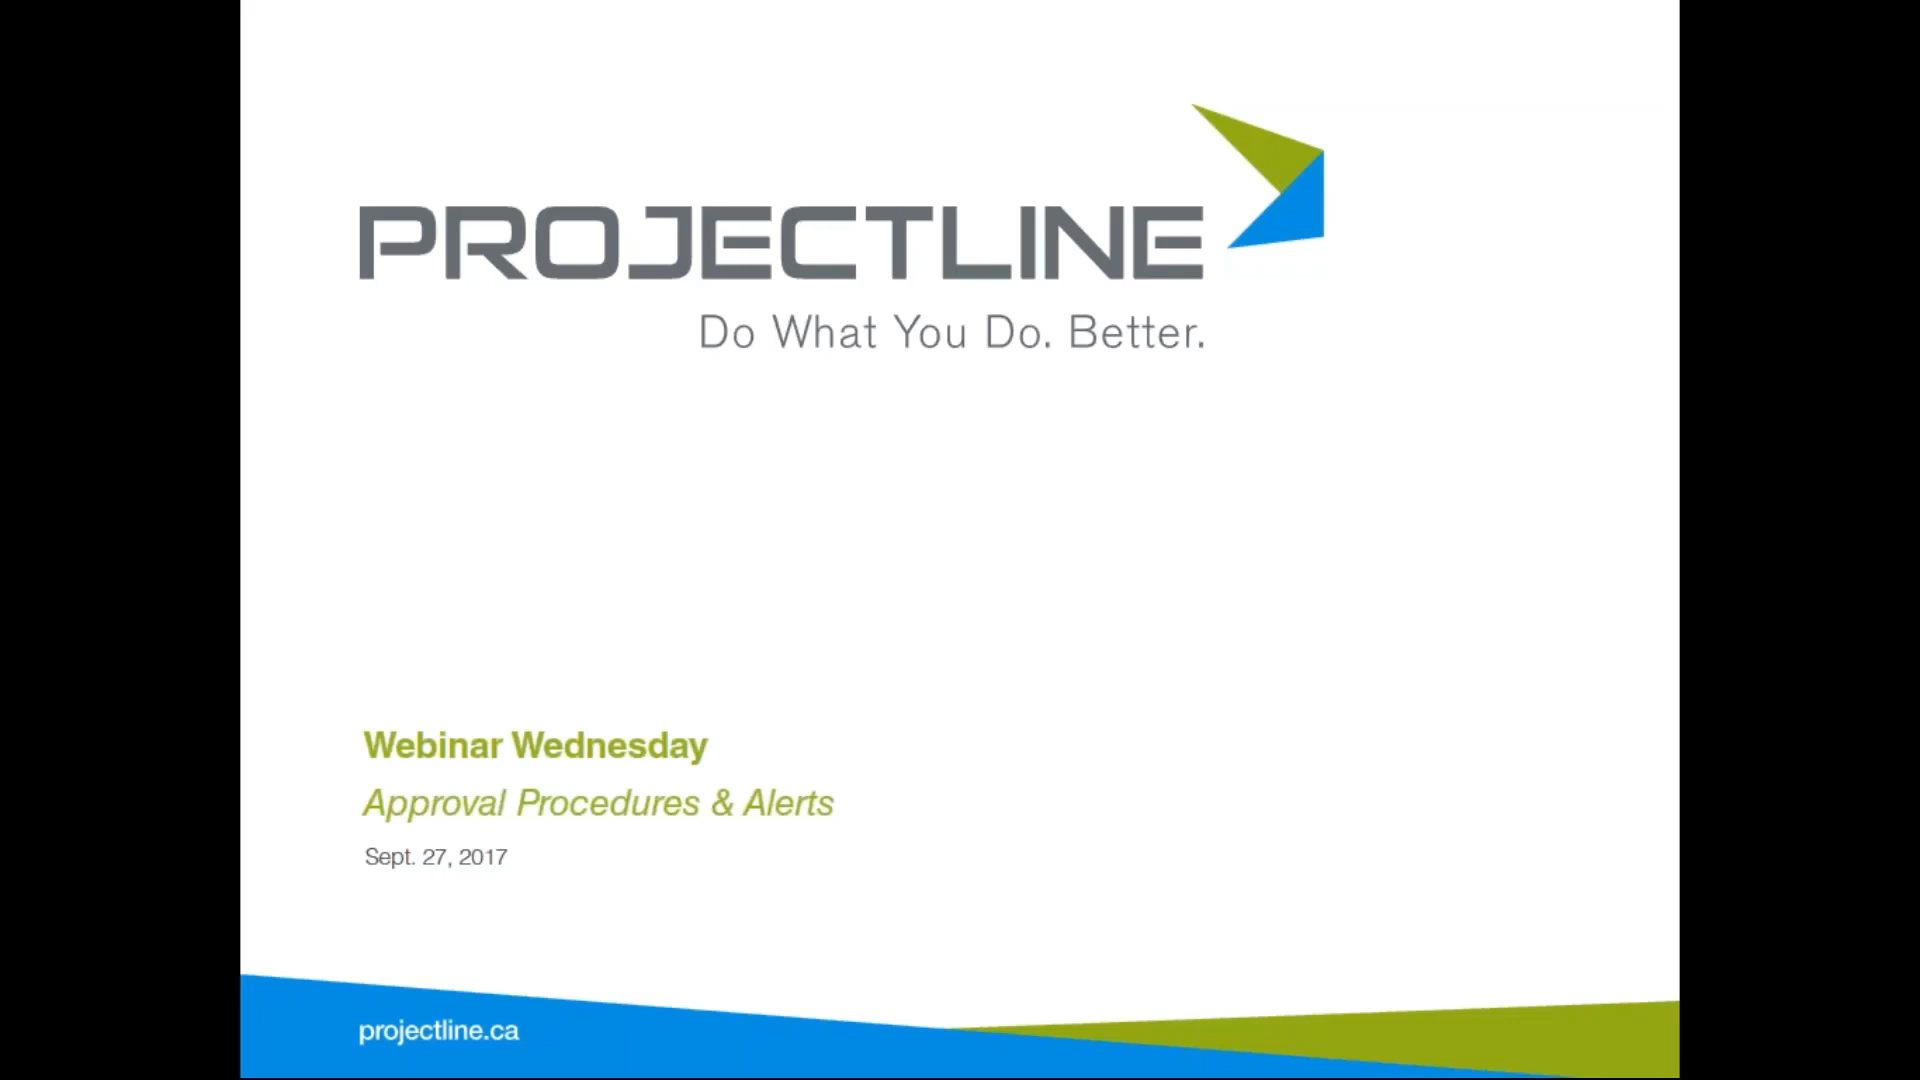 PROJECTLINE
Do What You Do. Better.
Webinar Wednesday
Approval Procedures & Alerts
Sept. 27, 2017
projectline.ca